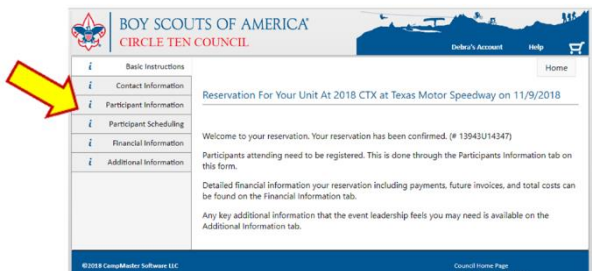 BOY SCOUTS OF AMERICA®
CIRCLE TEN COUNCIL
Debra's Account Help
i Basic Instructions
Home
i Contact Information
i Participant Information
i Participant Scheduling
i Financial Information
i Additional Information
Reservation For Your Unit At 2018 CTX at Texas Motor Speedway on 11/9/2018
Welcome to your reservation. Your reservation has been confirmed. (# 13943U14347)
Participants attending need to be registered. This is done through the Participants Information tab on
this form.
Detailed financial information your reservation including payments, future invoices, and total costs can
be found on the Financial Information tab.
Any key additional information that the event leadership feels you may need is available on the
Additional Information tab.
©2018 CampMaster Software LLC
Council Home Page